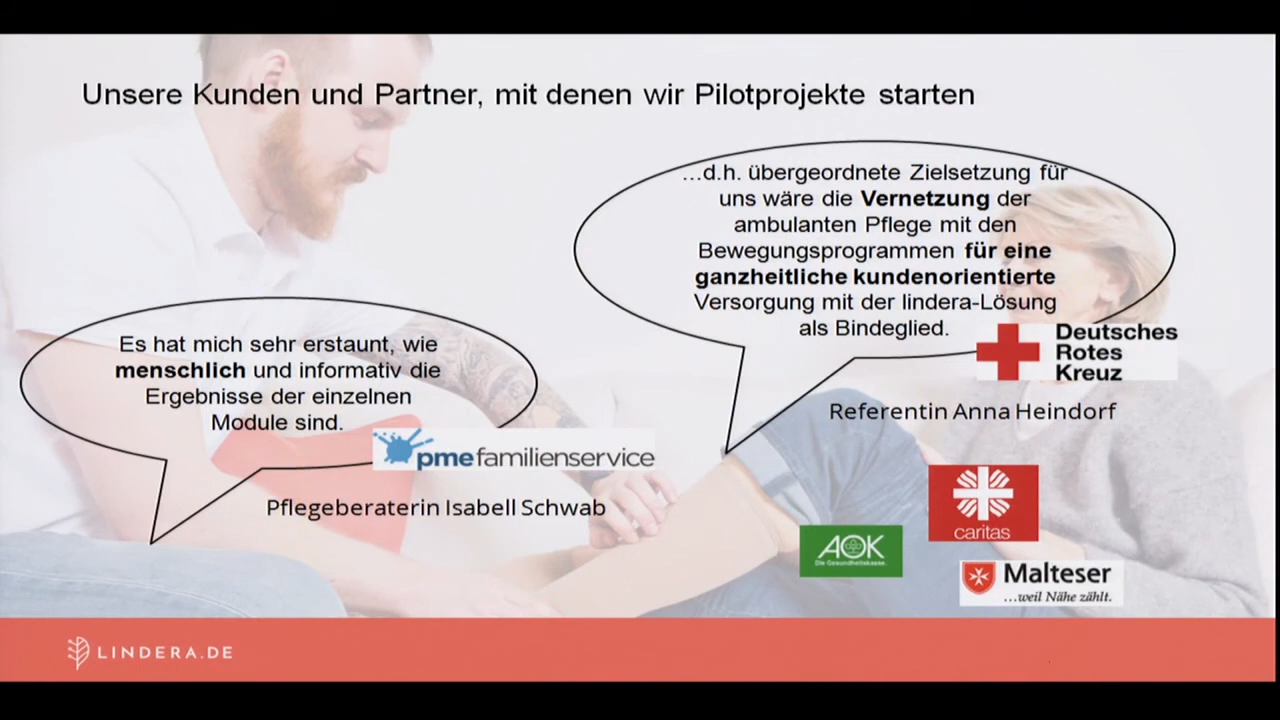 Unsere Kunden und Partner, mit denen wir Pilotprojekte starten
…d.h. übergeordnete Zielsetzung für
uns wäre die Vernetzung der
ambulanten Pflege mit den
Bewegungsprogrammen für eine
ganzheitliche kundenorientierte
Versorgung mit der lindera-Lösung
als Bindeglied.
Deutsches
Rotes
Kreuz
Referentin Anna Heindorf
Es hat mich sehr erstaunt, wie
menschlich und informativ die
Ergebnisse der einzelnen
Module sind.
pme familienservice
Pflegeberaterin Isabell Schwab
caritas
AOK
Die Gesundheitskasse.
Malteser
...weil Nähe zählt.
LINDERA.DE